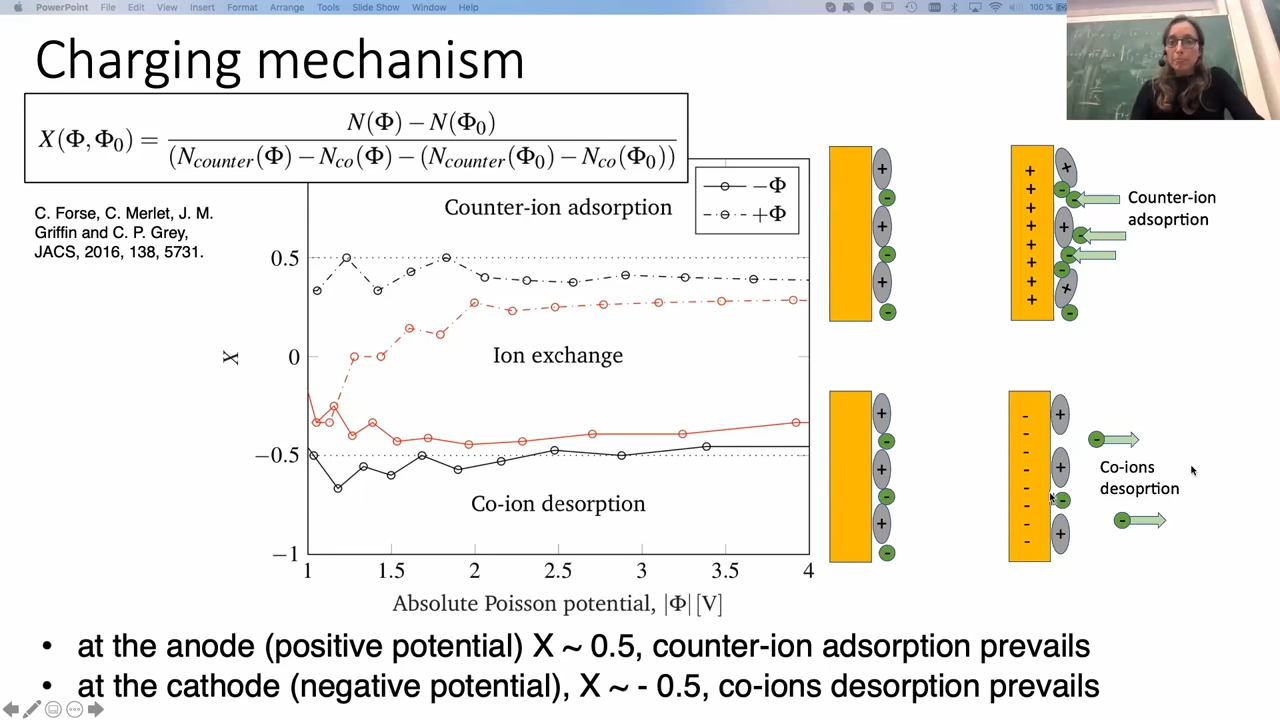 PowerPoint File Edit View Insert Format Arrange Tools Slide Show Window Help 100 %
Charging mechanism
X(Φ,Φ0) = N(Φ) − N(Φ0) / (Ncounter(Φ) − Nco(Φ) − (Ncounter(Φ0) − Nco(Φ0))
C. Forse, C. Merlet, J. M.
Griffin and C. P. Grey,
JACS, 2016, 138, 5731.
−Φ
+Φ
Counter-ion adsorption
0.5
X
0
Ion exchange
−0.5
Co-ion desorption
−1
1 1.5 2 2.5 3 3.5 4
Absolute Poisson potential, |Φ| [V]
Counter-ion
adsoprtion
Co-ions
desoprtion
• at the anode (positive potential) X ~ 0.5, counter-ion adsorption prevails
• at the cathode (negative potential), X ~ - 0.5, co-ions desorption prevails